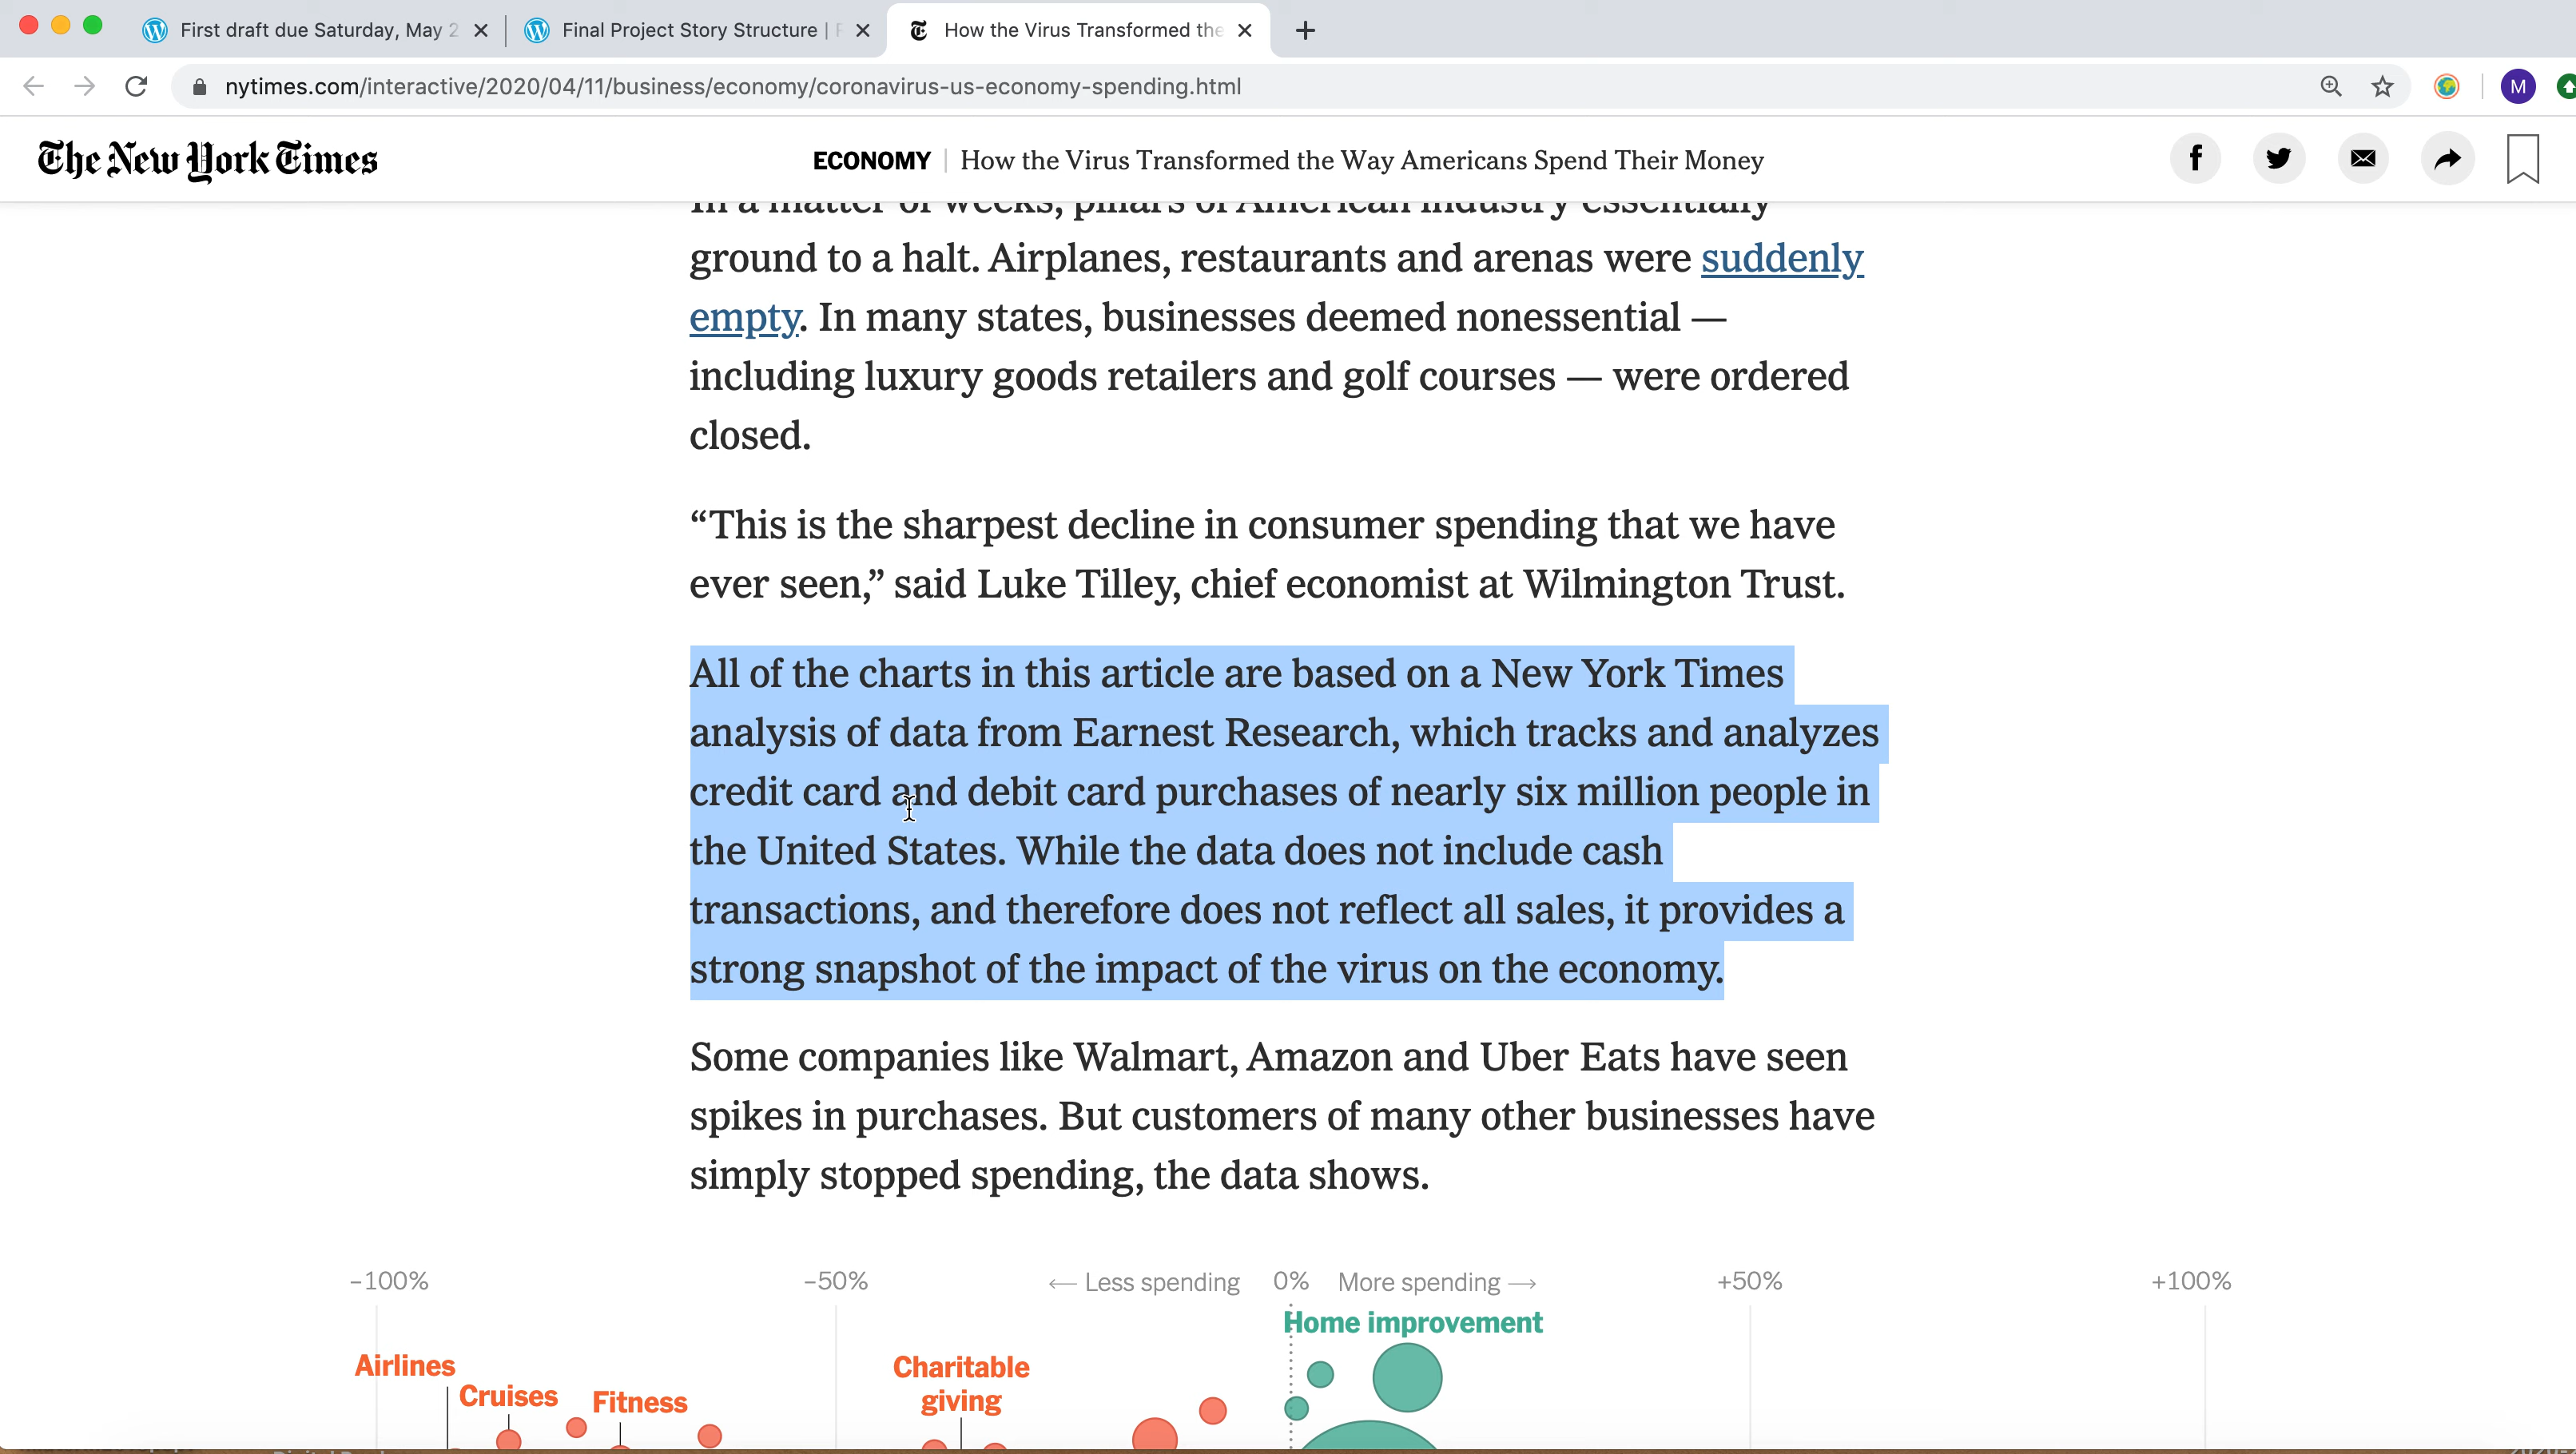 First draft due Saturday, May 2
Final Project Story Structure |
How the Virus Transformed the
nytimes.com/interactive/2020/04/11/business/economy/coronavirus-us-economy-spending.html
M
The New York Times
ECONOMY | How the Virus Transformed the Way Americans Spend Their Money
In a matter of weeks, pillars of American industry essentially
ground to a halt. Airplanes, restaurants and arenas were suddenly
empty. In many states, businesses deemed nonessential —
including luxury goods retailers and golf courses — were ordered
closed.
“This is the sharpest decline in consumer spending that we have
ever seen,” said Luke Tilley, chief economist at Wilmington Trust.
All of the charts in this article are based on a New York Times
analysis of data from Earnest Research, which tracks and analyzes
credit card and debit card purchases of nearly six million people in
the United States. While the data does not include cash
transactions, and therefore does not reflect all sales, it provides a
strong snapshot of the impact of the virus on the economy.
Some companies like Walmart, Amazon and Uber Eats have seen
spikes in purchases. But customers of many other businesses have
simply stopped spending, the data shows.
−100% −50% ← Less spending 0% More spending → +50% +100%
Home improvement
Airlines
Cruises
Fitness
Charitable
giving